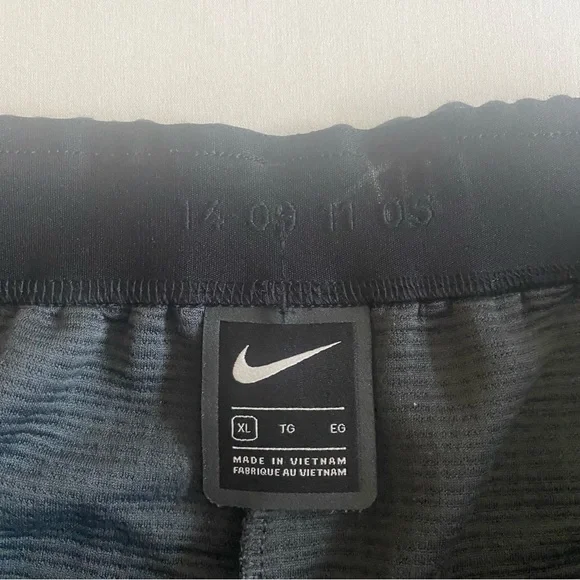 14 09 11 05
XL TG EG
MADE IN VIETNAM
FABRIQUE AU VIETNAM